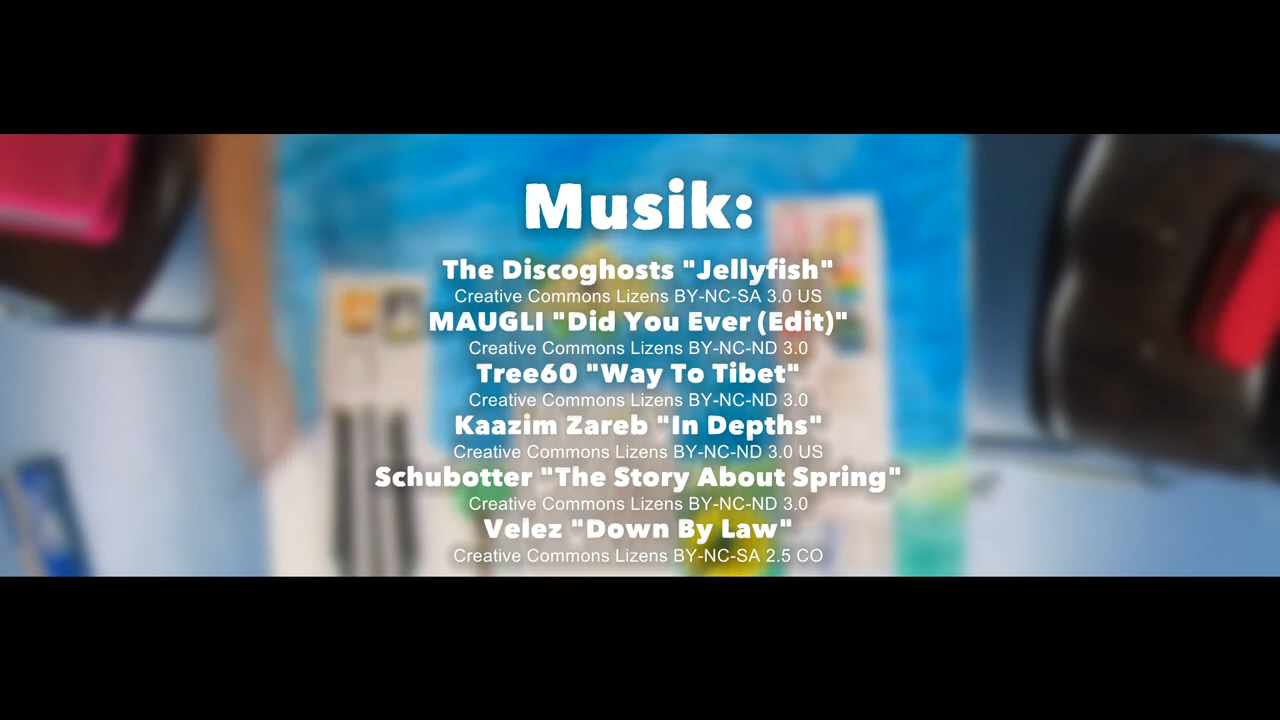 Musik:
The Discoghosts "Jellyfish"
Creative Commons Lizens BY-NC-SA 3.0 US
MAUGLI "Did You Ever (Edit)"
Creative Commons Lizens BY-NC-ND 3.0
Tree60 "Way To Tibet"
Creative Commons Lizens BY-NC-ND 3.0
Kaazim Zareb "In Depths"
Creative Commons Lizens BY-NC-ND 3.0 US
Schubotter "The Story About Spring"
Creative Commons Lizens BY-NC-ND 3.0
Velez "Down By Law"
Creative Commons Lizens BY-NC-SA 2.5 CO